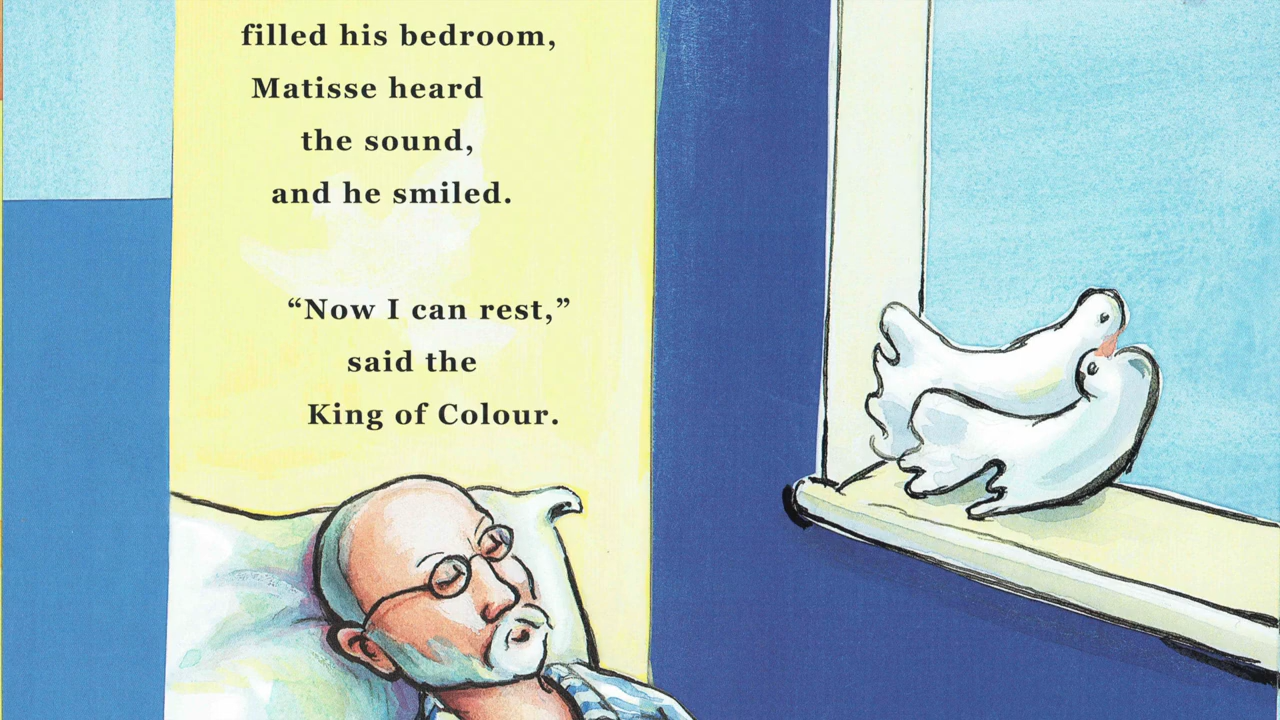 filled his bedroom,
Matisse heard
the sound,
and he smiled.
“Now I can rest,”
said the
King of Colour.